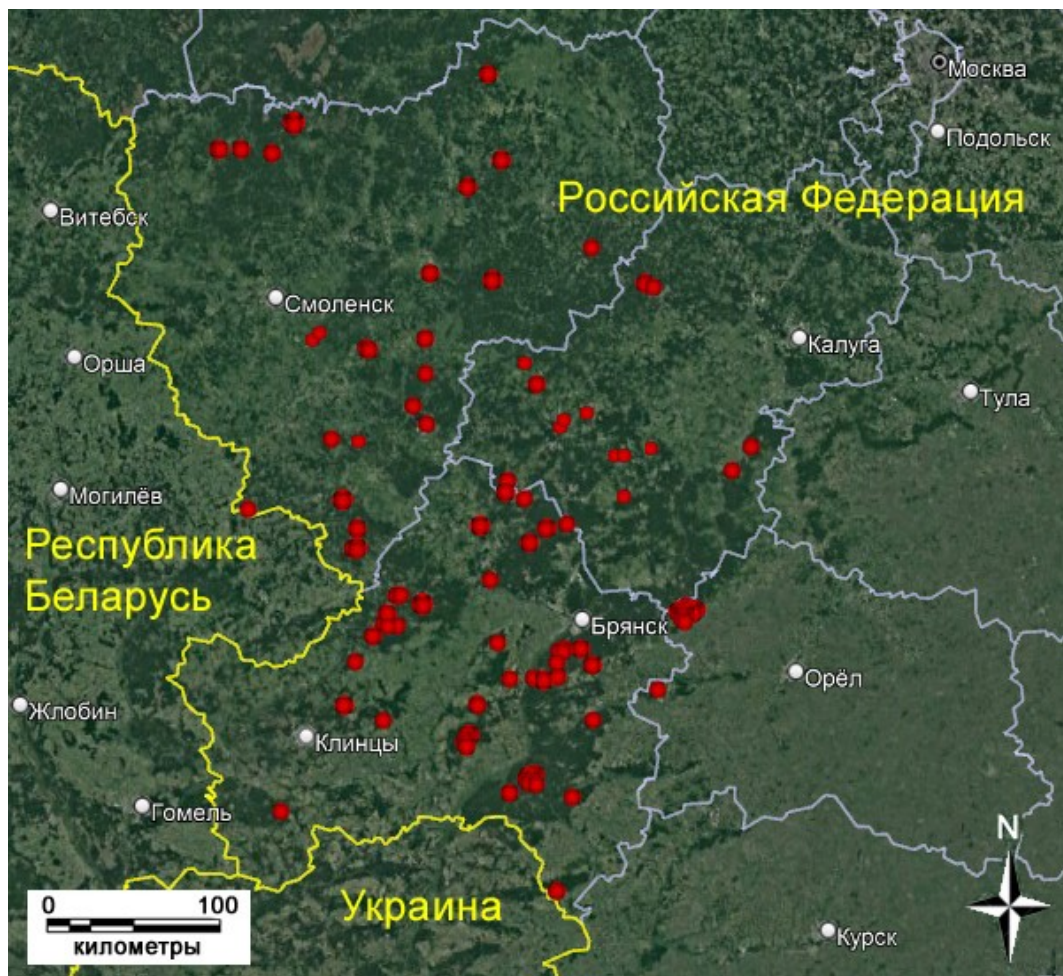 Москва
Подольск
Российская Федерация
Витебск
Смоленск
Калуга
Орша
Тула
Могилёв
Республика
Беларусь
Брянск
Орёл
Жлобин
Клинцы
Гомель
N
0 100
километры
Украина
Курск